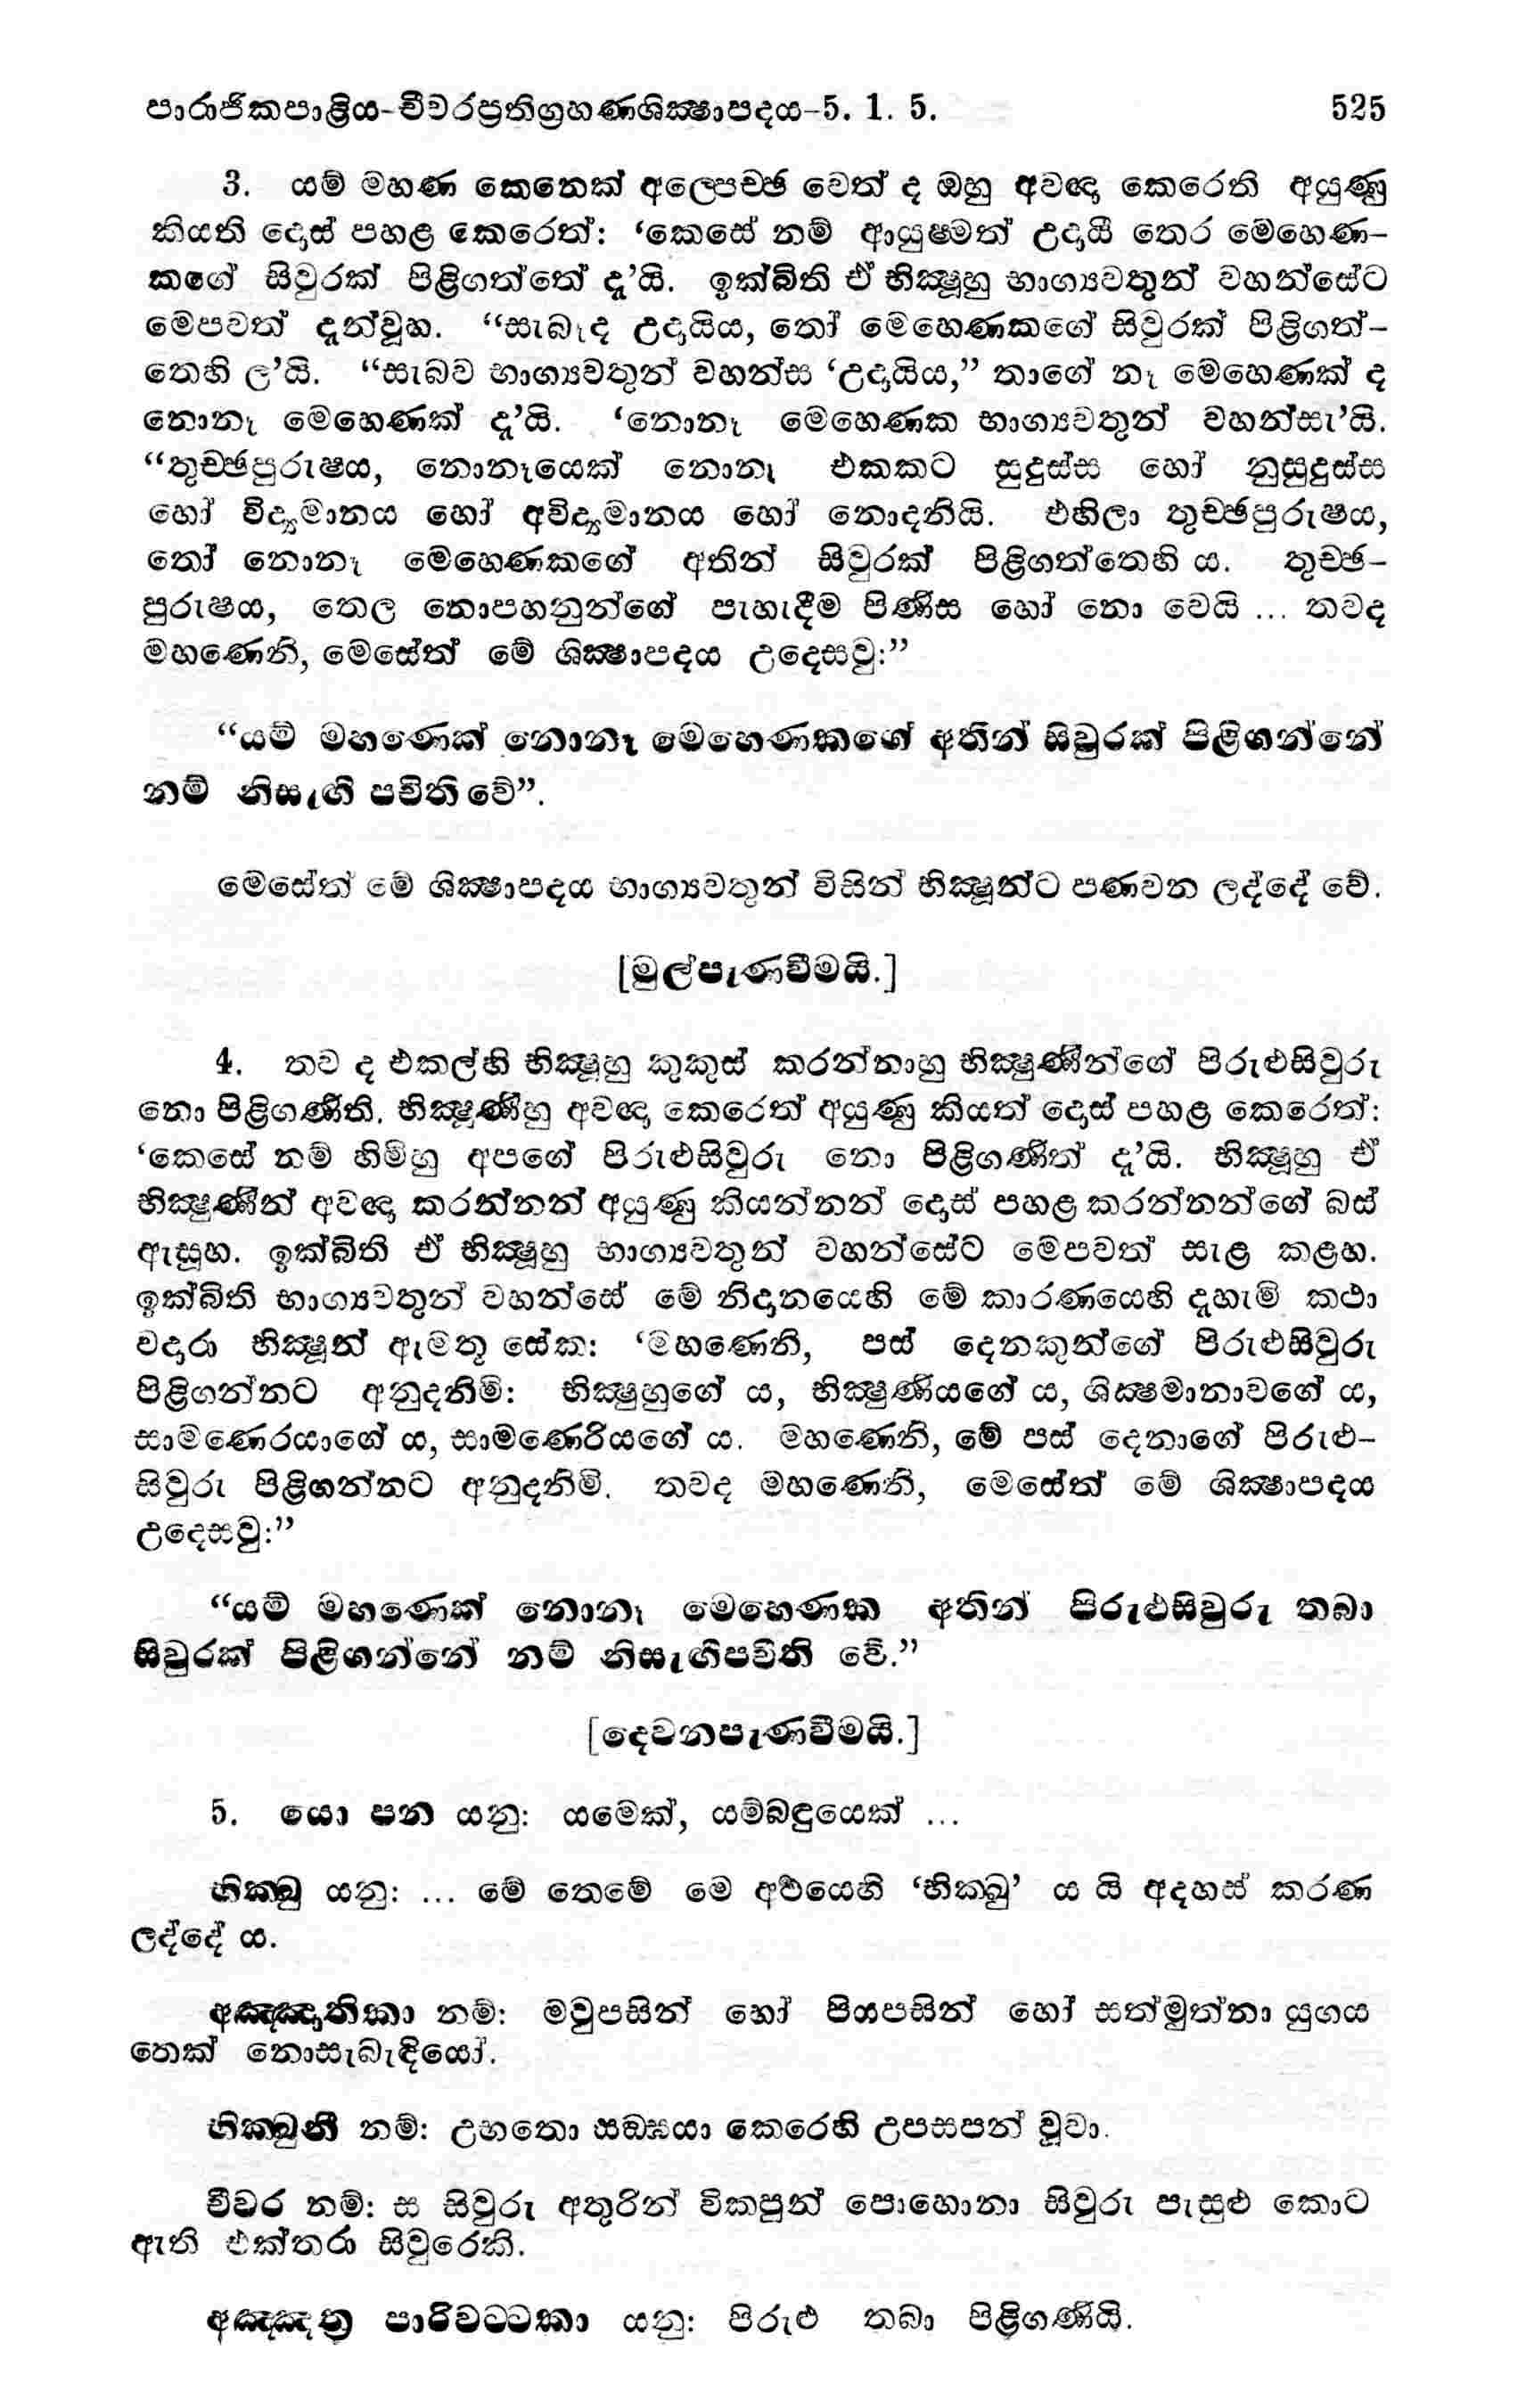 පාරාජිකපාළිය-චීවරප්‍රතිග්‍රහණශික්‍ෂාපදය-5. 1. 5. 525
3. යම් මහණ කෙනෙක් අල්පෙච්ඡ වෙත් ද ඔහු අවඥා කෙරෙති අයුණු
කියති දොස් පහළ කෙරෙත්: ‘කෙසේ නම් ආයුෂ්මත් උදායී තෙර මෙහෙණ-
කගේ සිවුරක් පිළිගත්තේ දැ’යි. ඉක්බිති ඒ භික්‍ෂූහු භාග්‍යවතුන් වහන්සේට
මෙපවත් දැන්වූහ. “සැබෑද උදායිය, තෝ මෙහෙණකගේ සිවුරක් පිළිගත්-
තෙහි ල’යි. “සැබව භාග්‍යවතුන් වහන්ස ‘උදායිය,” තාගේ නෑ මෙහෙණක් ද
නොනෑ මෙහෙණක් දැ’යි. ‘නොනෑ මෙහෙණක භාග්‍යවතුන් වහන්සැ’යි.
“තුච්ඡපුරුෂය, නොනෑයෙක් නොනෑ එකකට සුදුස්ස හෝ නුසුදුස්ස
හෝ විද්‍යමානය හෝ අවිද්‍යමානය හෝ නොදනියි. එහිලා තුච්ඡපුරුෂය,
තෝ නොනෑ මෙහෙණකගේ අතින් සිවුරක් පිළිගත්තෙහි ය. තුච්ඡ-
පුරුෂය, තෙල නොපහනුන්ගේ පැහැදීම පිණිස හෝ නො වෙයි ... තවද
මහණෙනි, මෙසේත් මේ ශික්‍ෂාපදය උදෙසවු:”
“යම් මහණෙක් නොනෑ මෙහෙණකගේ අතින් සිවුරක් පිළිගන්නේ
නම් නිසැඟි පචිති වේ”.
මෙසේත් මේ ශික්‍ෂාපදය භාග්‍යවතුන් විසින් භික්‍ෂූන්ට පණවන ලද්දේ වේ.
[මුල්පැණවීමයි.]
4. තව ද එකල්හි භික්‍ෂූහු කුකුස් කරන්නාහු භික්‍ෂුණීන්ගේ පිරුළුසිවුරු
නො පිළිගණිති. භික්‍ෂුණීහු අවඥා කෙරෙත් අයුණු කියත් දොස් පහළ කෙරෙත්:
‘කෙසේ නම් හිමිහු අපගේ පිරුළුසිවුරු නො පිළිගණිත් දැ’යි. භික්‍ෂූහු ඒ
භික්‍ෂුණීන් අවඥා කරන්නන් අයුණු කියන්නන් දොස් පහළ කරන්නන්ගේ බස්
ඇසූහ. ඉක්බිති ඒ භික්‍ෂූහු භාග්‍යවතුන් වහන්සේට මෙපවත් සැළ කළහ.
ඉක්බිති භාග්‍යවතුන් වහන්සේ මේ නිදානයෙහි මේ කාරණයෙහි දැහැමි කථා
වදාරා භික්‍ෂූන් ඇමතූ සේක: ‘මහණෙනි, පස් දෙනකුන්ගේ පිරුළුසිවුරු
පිළිගන්නට අනුදනිමි: භික්‍ෂුහුගේ ය, භික්‍ෂුණියගේ ය, ශික්‍ෂමානාවගේ ය,
සාමණෙරයාගේ ය, සාමණෙරියගේ ය. මහණෙනි, මේ පස් දෙනාගේ පිරුළු-
සිවුරු පිළිගන්නට අනුදනිමි. තවද මහණෙනි, මෙසේත් මේ ශික්‍ෂාපදය
උදෙසවු:”
“යම් මහණෙක් නොනෑ මෙහෙණක අතින් පිරුළුසිවුරු තබා
සිවුරක් පිළිගන්නේ නම් නිසැඟිපචිති වේ.”
[දෙවනපැණවීමයි.]
5. යො පන යනු: යමෙක්, යම්බඳුයෙක් ...
භික්ඛු යනු: ... මේ තෙමේ මෙ අර්‍ථයෙහි ‘භික්ඛු’ ය යි අදහස් කරණ
ලද්දේ ය.
අඤ්ඤාතිකා නම්: මවුපසින් හෝ පියපසින් හෝ සත්මුත්තා යුගය
තෙක් නොසැබැඳියෝ.
භික්ඛුනී නම්: උභතො සඞ්ඝයා කෙරෙහි උපසපන් වූවා.
චීවර නම්: ස සිවුරු අතුරින් විකපුන් පොහොනා සිවුරු පැසුළු කොට
ඇති එක්තරා සිවුරෙකි.
අඤ්ඤත්‍ර පාරිවට්ටකා යනු: පිරුළු තබා පිළිගණියි.